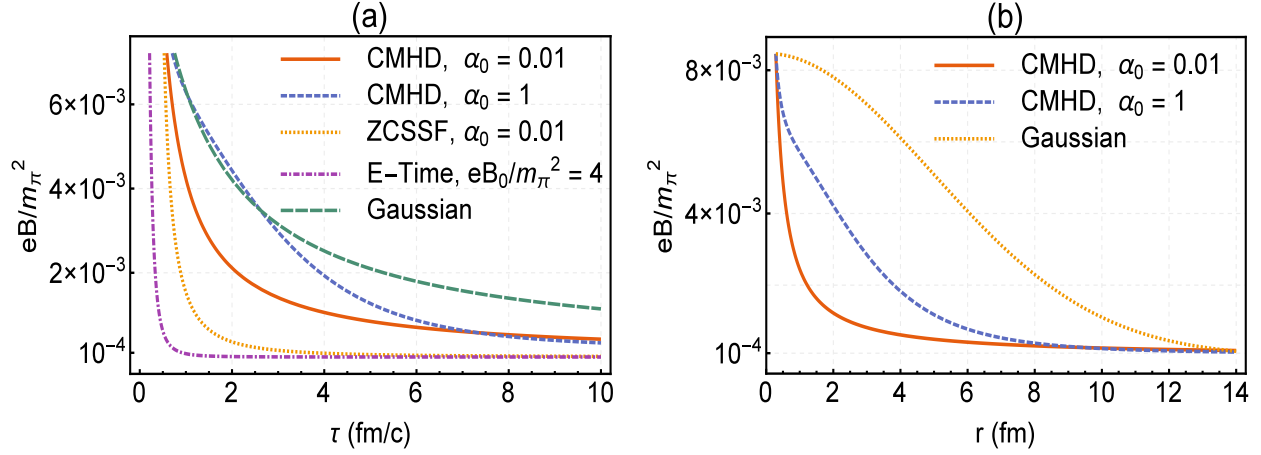 (a)
CMHD, α₀ = 0.01
CMHD, α₀ = 1
ZCSSF, α₀ = 0.01
E−Time, eB₀/mπ² = 4
Gaussian
6×10⁻³
4×10⁻³
2×10⁻³
10⁻⁴
eB/mπ²
0 2 4 6 8 10
τ (fm/c)
(b)
CMHD, α₀ = 0.01
CMHD, α₀ = 1
Gaussian
8×10⁻³
4×10⁻³
10⁻⁴
eB/mπ²
0 2 4 6 8 10 12 14
r (fm)